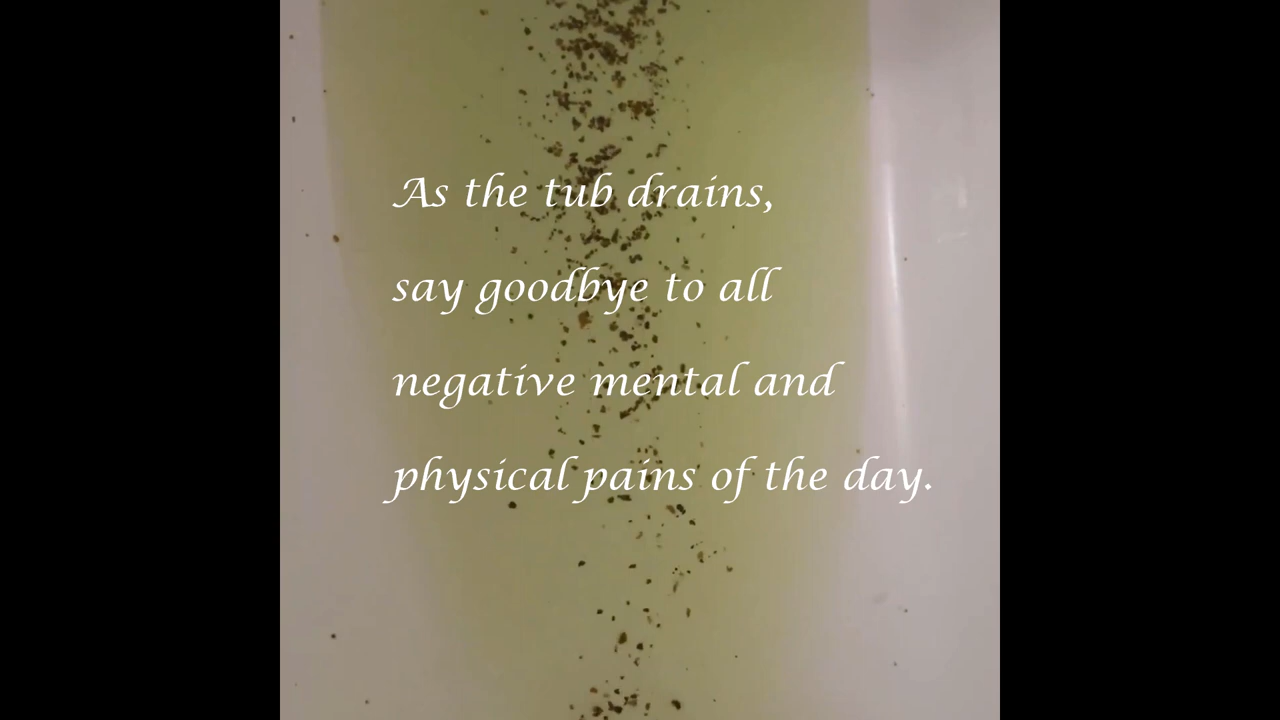 As the tub drains,
say goodbye to all
negative mental and
physical pains of the day.